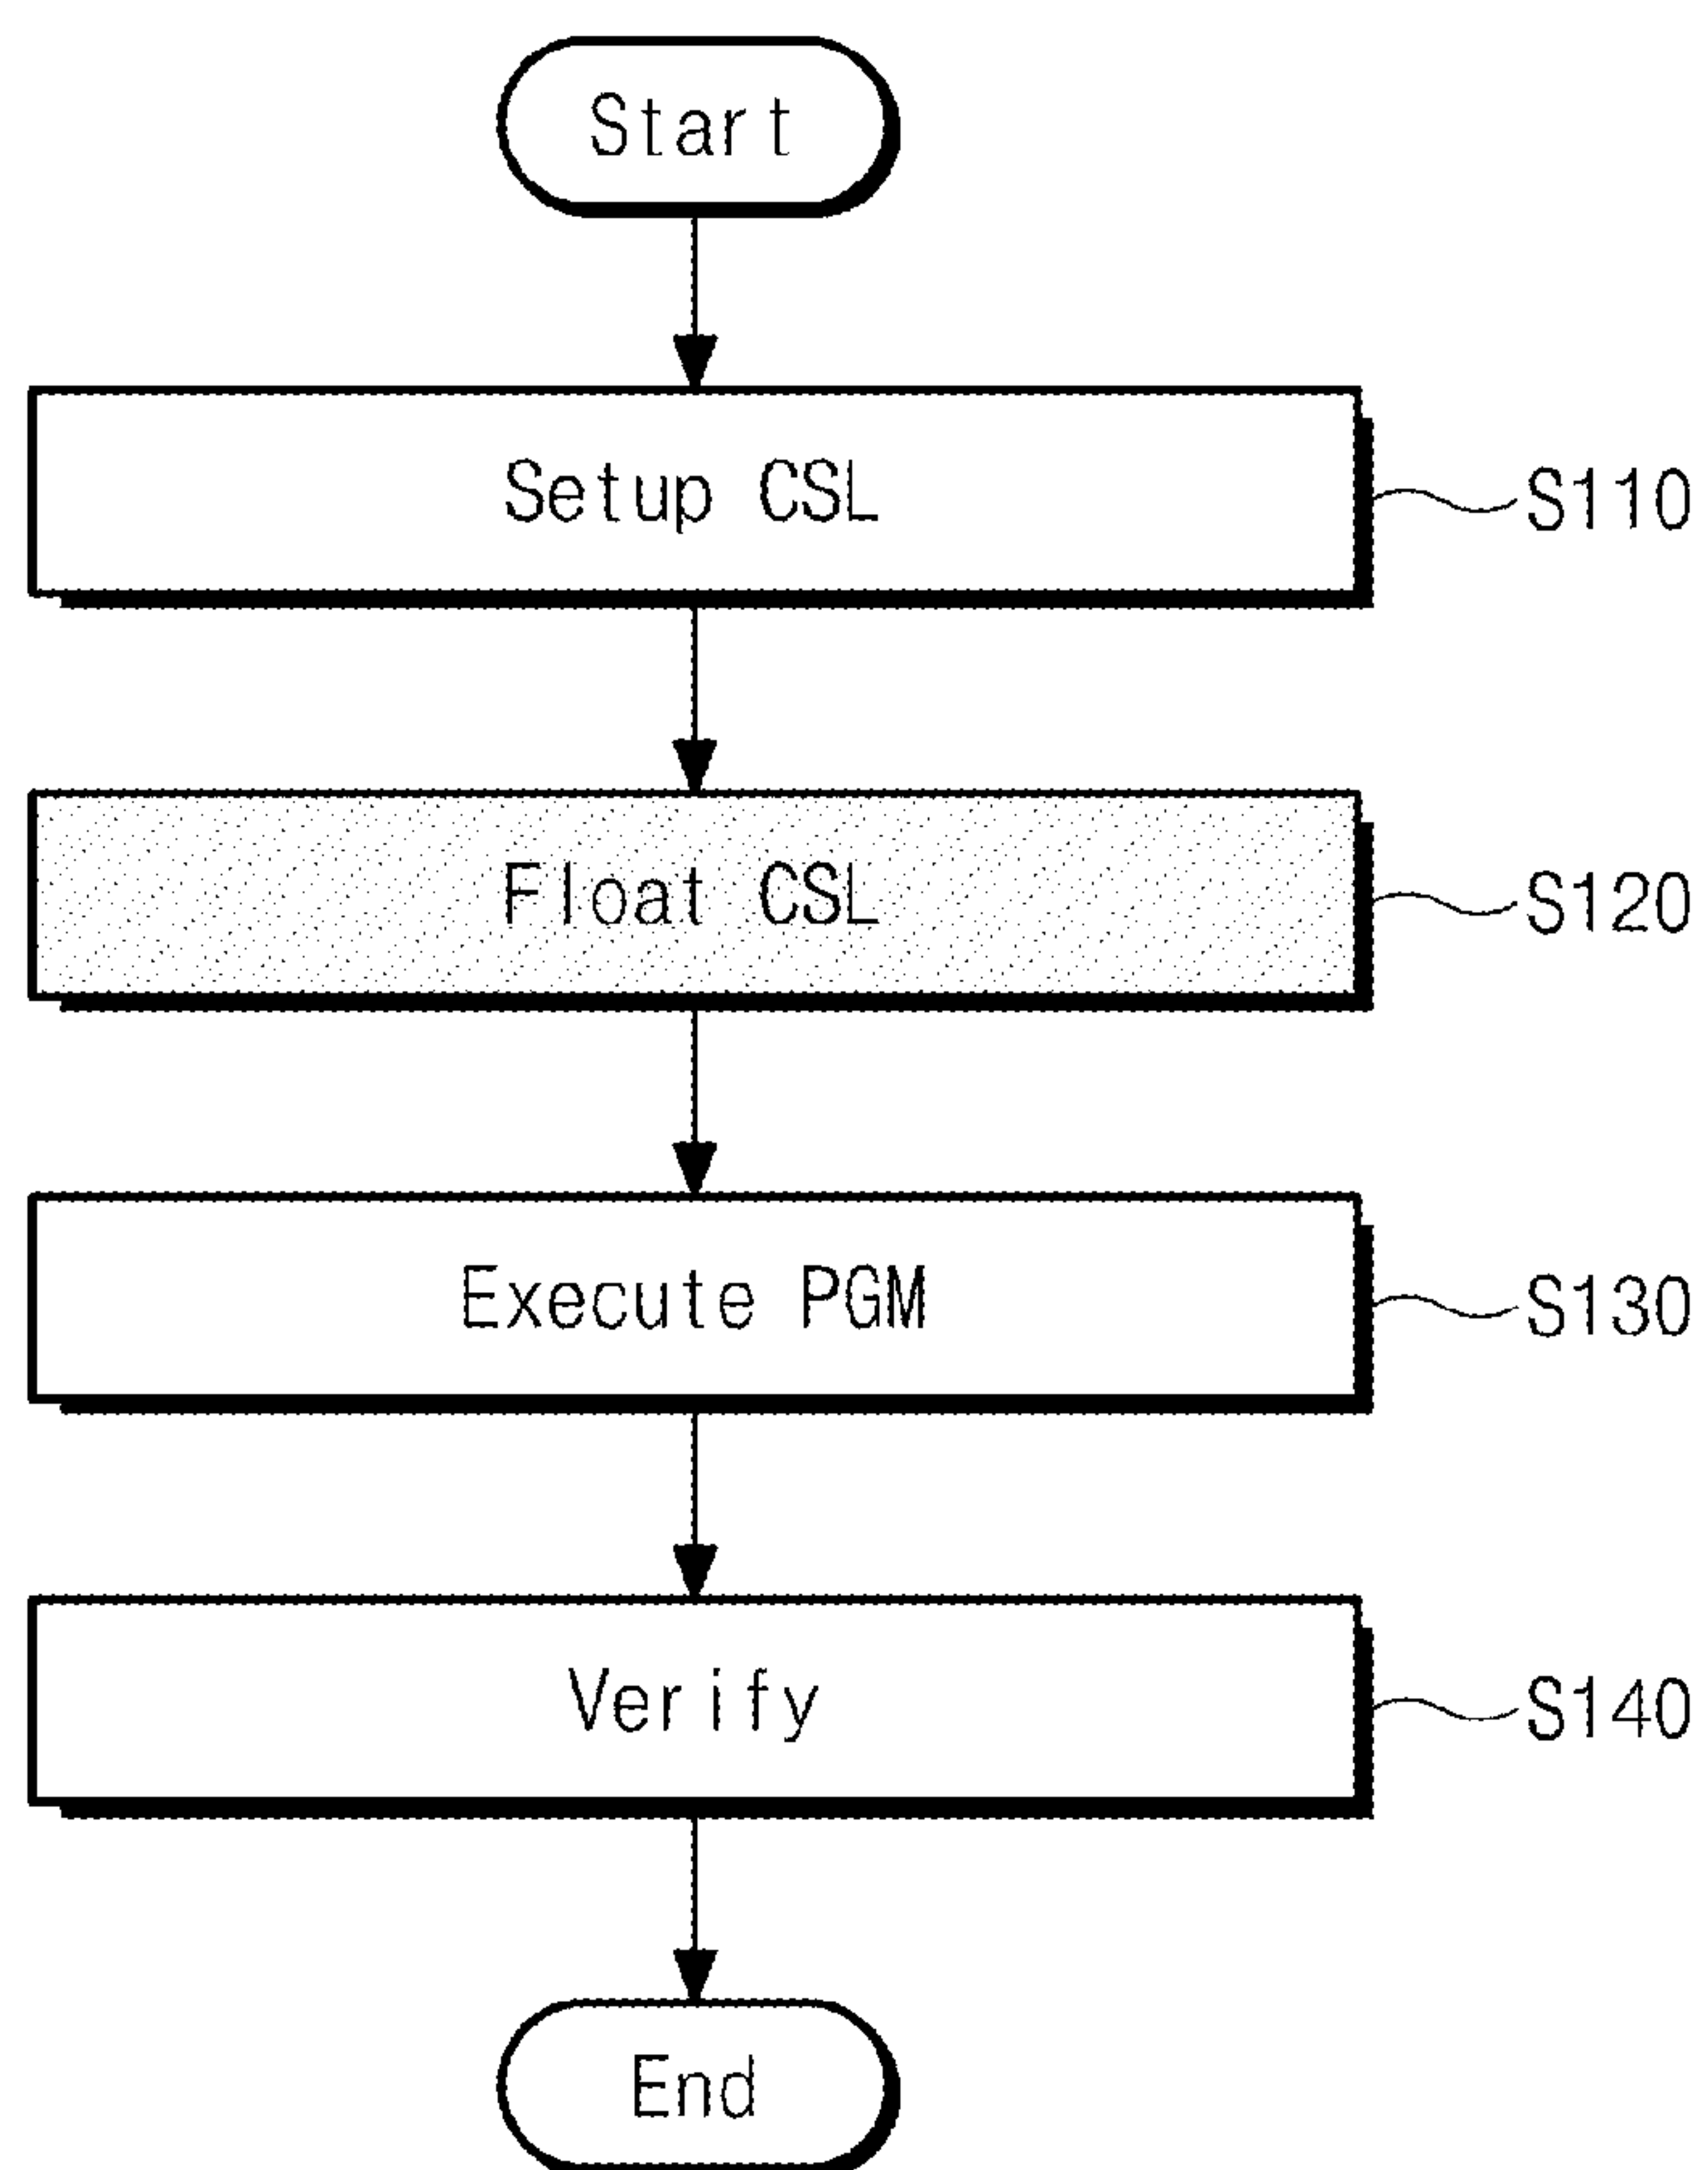 Start
Setup CSL
S110
Float CSL
S120
Execute PGM
S130
Verify
S140
End